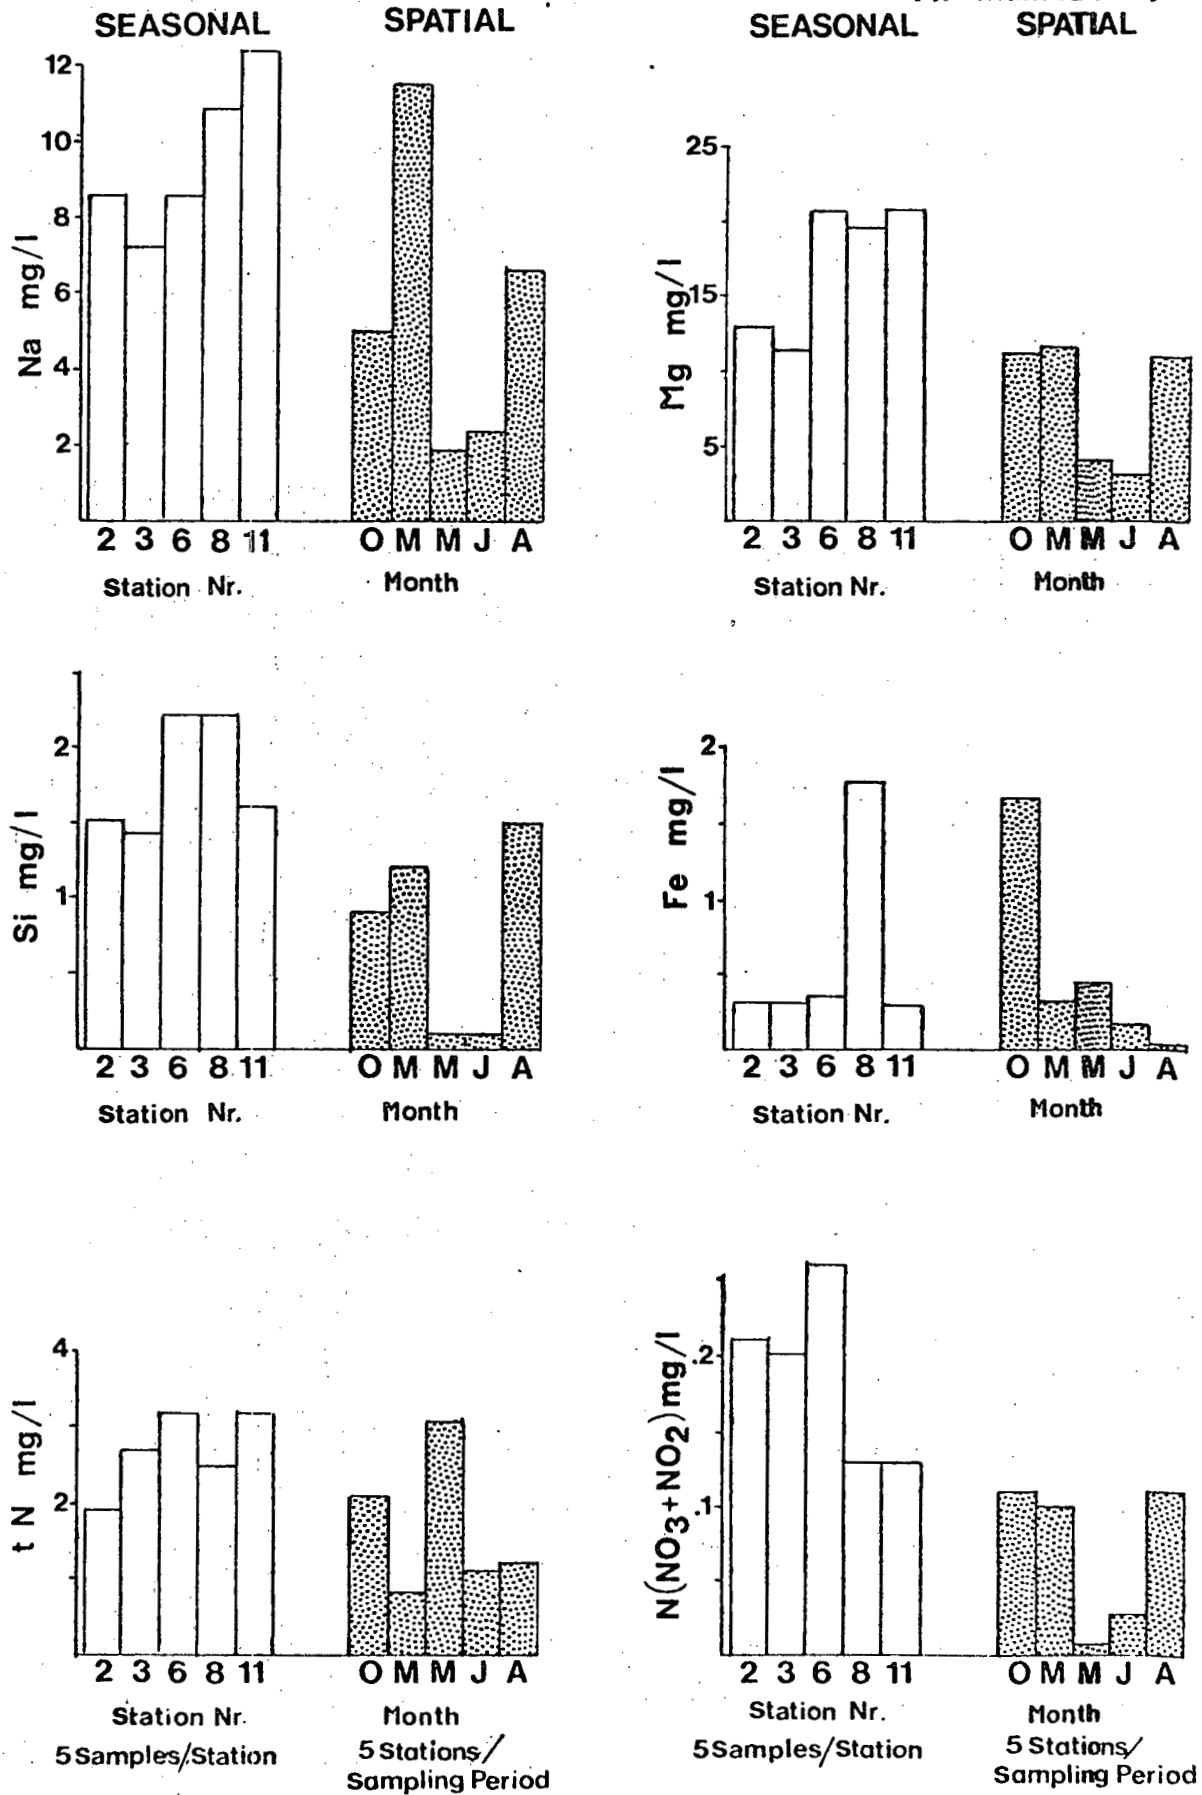 SEASONAL SPATIAL
12
10
8
6
4
2
Na mg/l
2 3 6 8 11 O M M J A
Station Nr. Month
SEASONAL SPATIAL
25
15
5
Mg mg/l
2 3 6 8 11 O M M J A
Station Nr. Month
2
1
Si mg/l
2 3 6 8 11 O M M J A
Station Nr. Month
2
1
Fe mg/l
2 3 6 8 11 O M M J A
Station Nr. Month
4
2
t N mg/l
2 3 6 8 11 O M M J A
Station Nr. Month
5 Samples/Station 5 Stations/
Sampling Period
.2
.1
N(NO3+NO2)mg/l
2 3 6 8 11 O M M J A
Station Nr. Month
5 Samples/Station 5 Stations/
Sampling Period